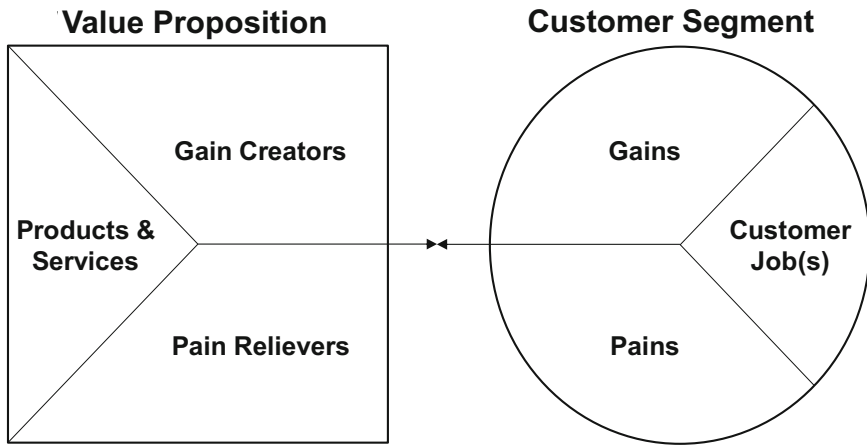 Value Proposition
Customer Segment
Gain Creators
Products &
Services
Pain Relievers
Gains
Customer
Job(s)
Pains